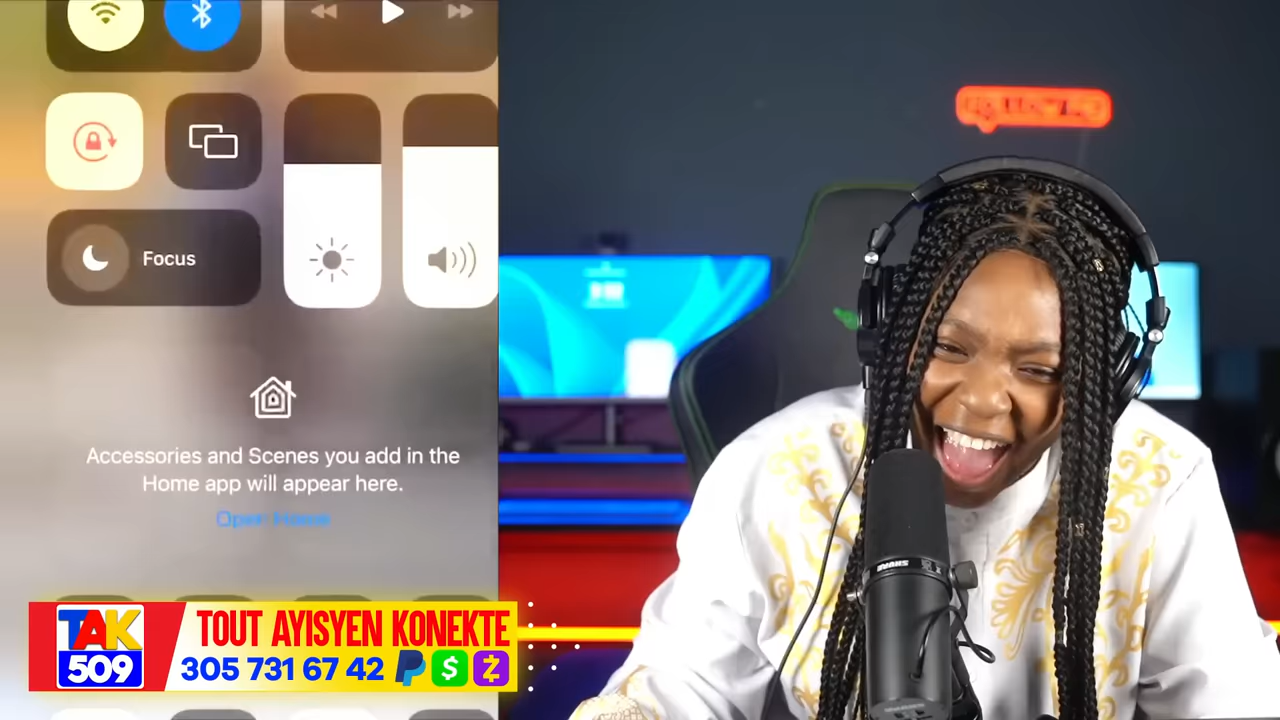 Focus
Accessories and Scenes you add in the
Home app will appear here.
Open Home
TAK
509
TOUT AYISYEN KONEKTE
305 731 67 42